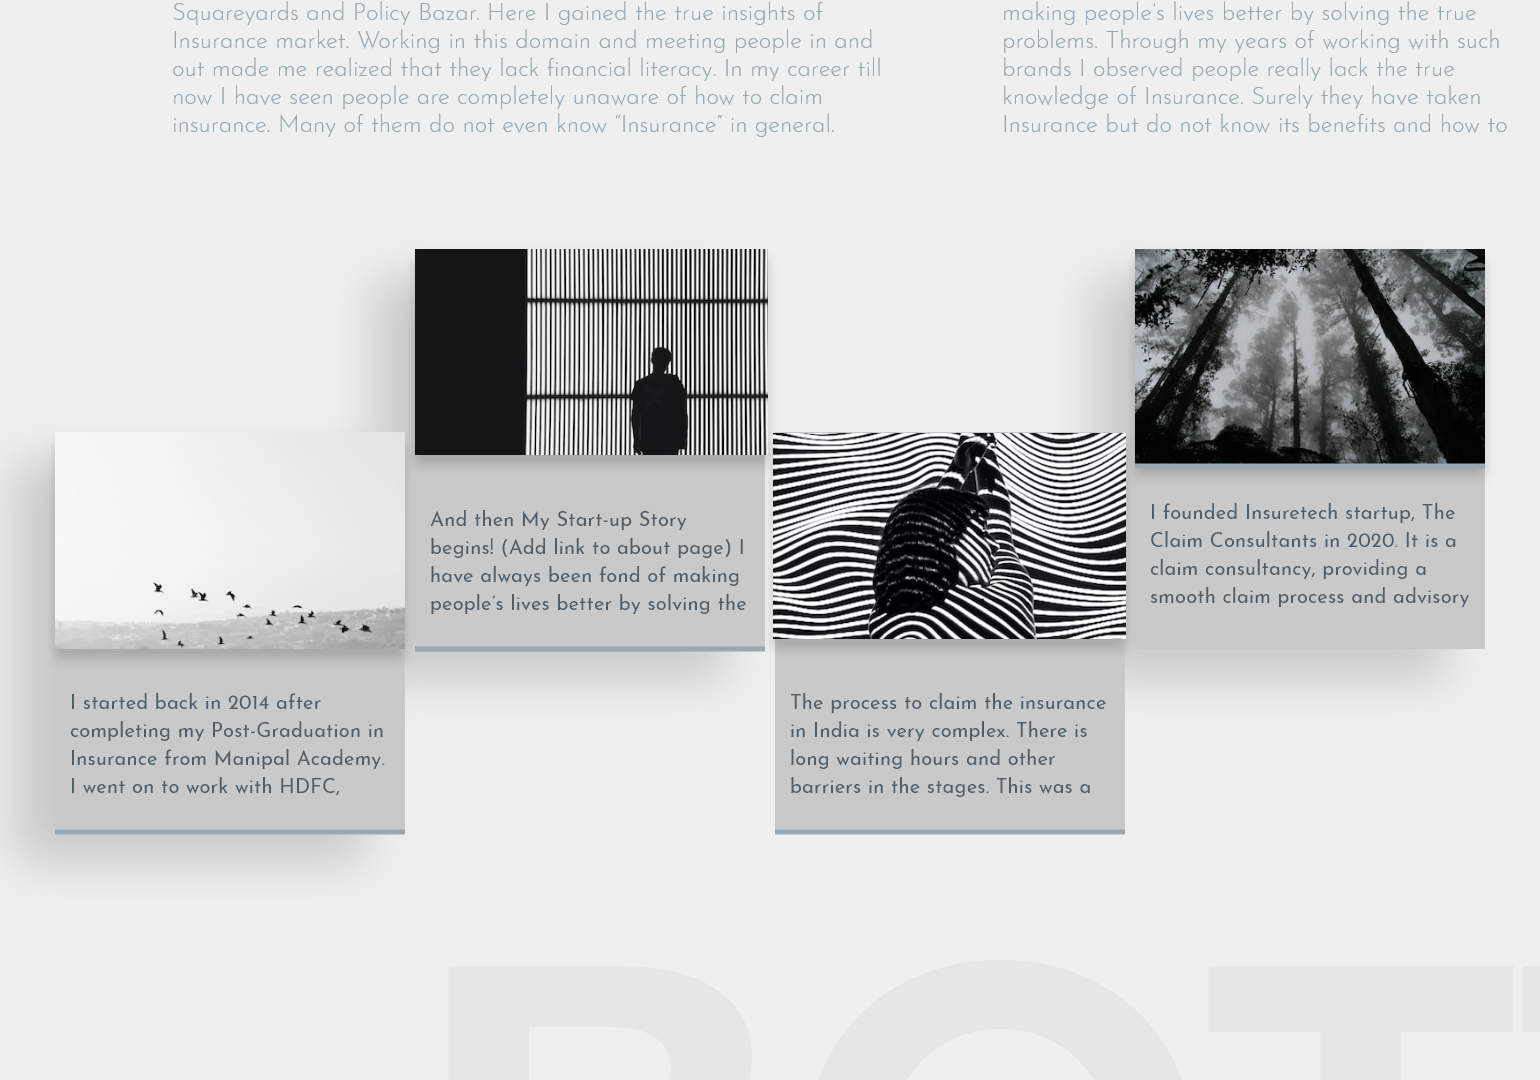 Squareyards and Policy Bazar. Here I gained the true insights of
Insurance market. Working in this domain and meeting people in and
out made me realized that they lack financial literacy. In my career till
now I have seen people are completely unaware of how to claim
insurance. Many of them do not even know "Insurance" in general.
making people's lives better by solving the true
problems. Through my years of working with such
brands I observed people really lack the true
knowledge of Insurance. Surely they have taken
Insurance but do not know its benefits and how to
I started back in 2014 after
completing my Post-Graduation in
Insurance from Manipal Academy.
I went on to work with HDFC,
And then My Start-up Story
begins! (Add link to about page) I
have always been fond of making
people's lives better by solving the
The process to claim the insurance
in India is very complex. There is
long waiting hours and other
barriers in the stages. This was a
I founded Insuretech startup, The
Claim Consultants in 2020. It is a
claim consultancy, providing a
smooth claim process and advisory